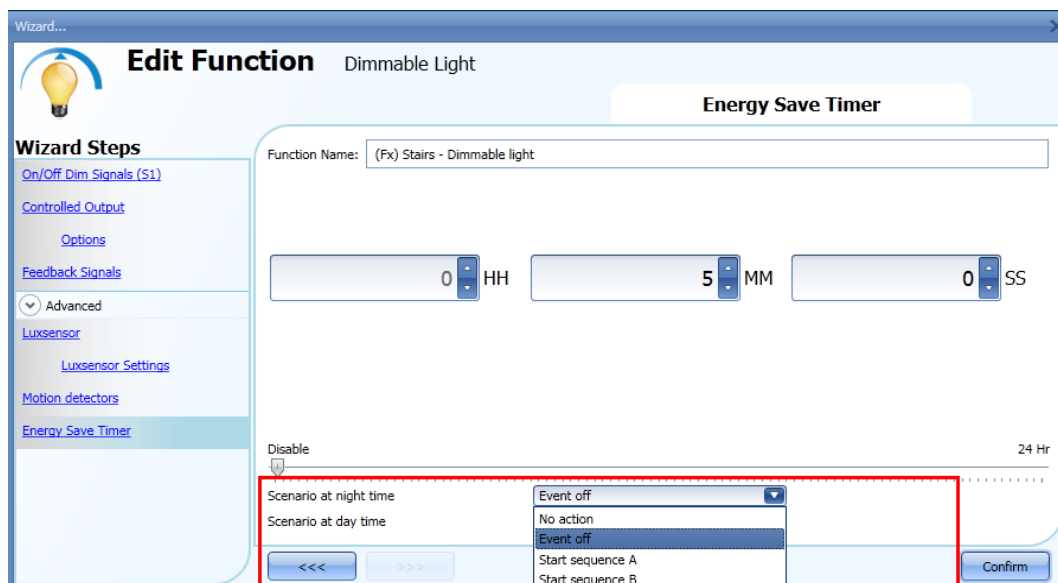 Wizard...
Edit Function Dimmable Light
Energy Save Timer
Wizard Steps
On/Off Dim Signals (S1)
Controlled Output
Options
Feedback Signals
Advanced
Luxsensor
Luxsensor Settings
Motion detectors
Energy Save Timer
Function Name: (Fx) Stairs - Dimmable light
0 HH 5 MM 0 SS
Disable 24 Hr
Scenario at night time Event off
Scenario at day time
No action
Event off
Start sequence A
Start sequence B
<<< >>> Confirm